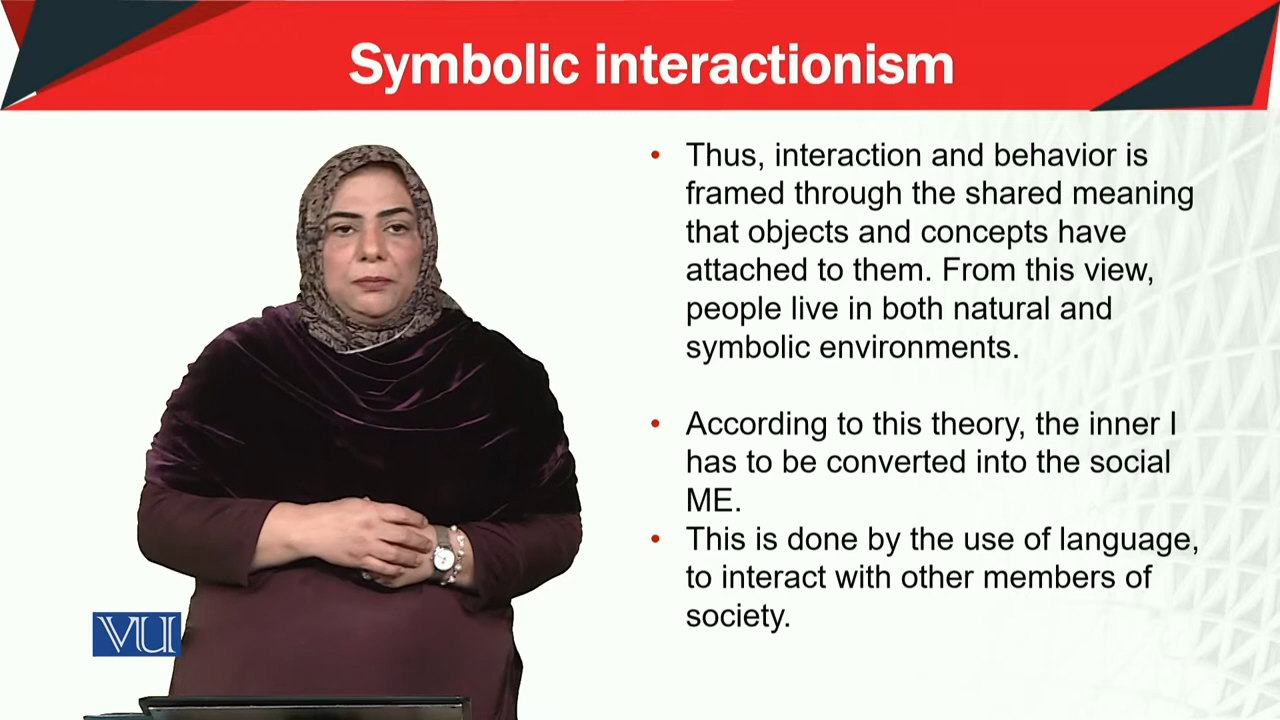 Symbolic interactionism
• Thus, interaction and behavior is
framed through the shared meaning
that objects and concepts have
attached to them. From this view,
people live in both natural and
symbolic environments.
• According to this theory, the inner I
has to be converted into the social
ME.
• This is done by the use of language,
to interact with other members of
society.
VU